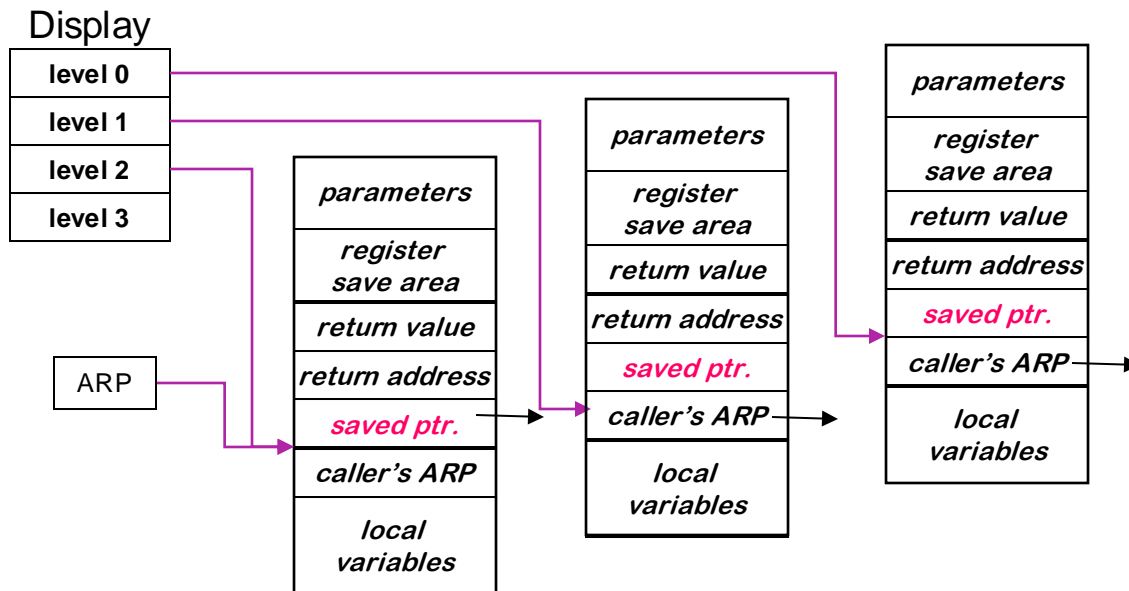 Display
level 0
level 1
level 2
level 3
ARP
parameters
register
save area
return value
return address
saved ptr.
caller's ARP
local
variables
parameters
register
save area
return value
return address
saved ptr.
caller's ARP
local
variables
parameters
register
save area
return value
return address
saved ptr.
caller's ARP
local
variables